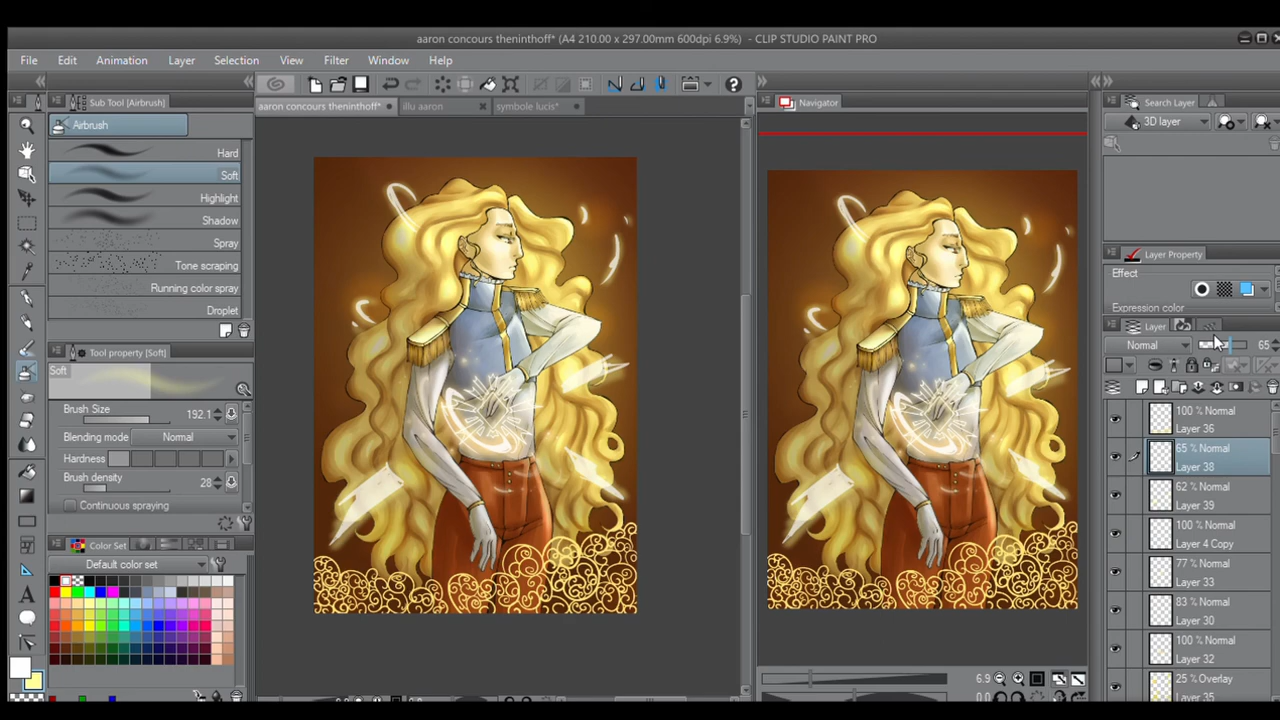 aaron concours theninthoff* (A4 210.00 x 297.00mm 600dpi 6.9%) - CLIP STUDIO PAINT PRO
File Edit Animation Layer Selection View Filter Window Help
Sub Tool [Airbrush]
Airbrush
Hard
Soft
Highlight
Shadow
Spray
Tone scraping
Running color spray
Droplet
Tool property [Soft]
Soft
Brush Size 192.1
Blending mode Normal
Hardness
Brush density 28
Continuous spraying
Color Set
Default color set
aaron concours theninthoff* illu aaron symbole lucis*
Navigator
6.9
0.0
Search Layer
3D layer
Layer Property
Effect
Expression color
Layer
Normal 65
100 % Normal
Layer 36
65 % Normal
Layer 38
62 % Normal
Layer 39
100 % Normal
Layer 4 Copy
77 % Normal
Layer 33
83 % Normal
Layer 30
100 % Normal
Layer 32
25 % Overlay
Layer 35